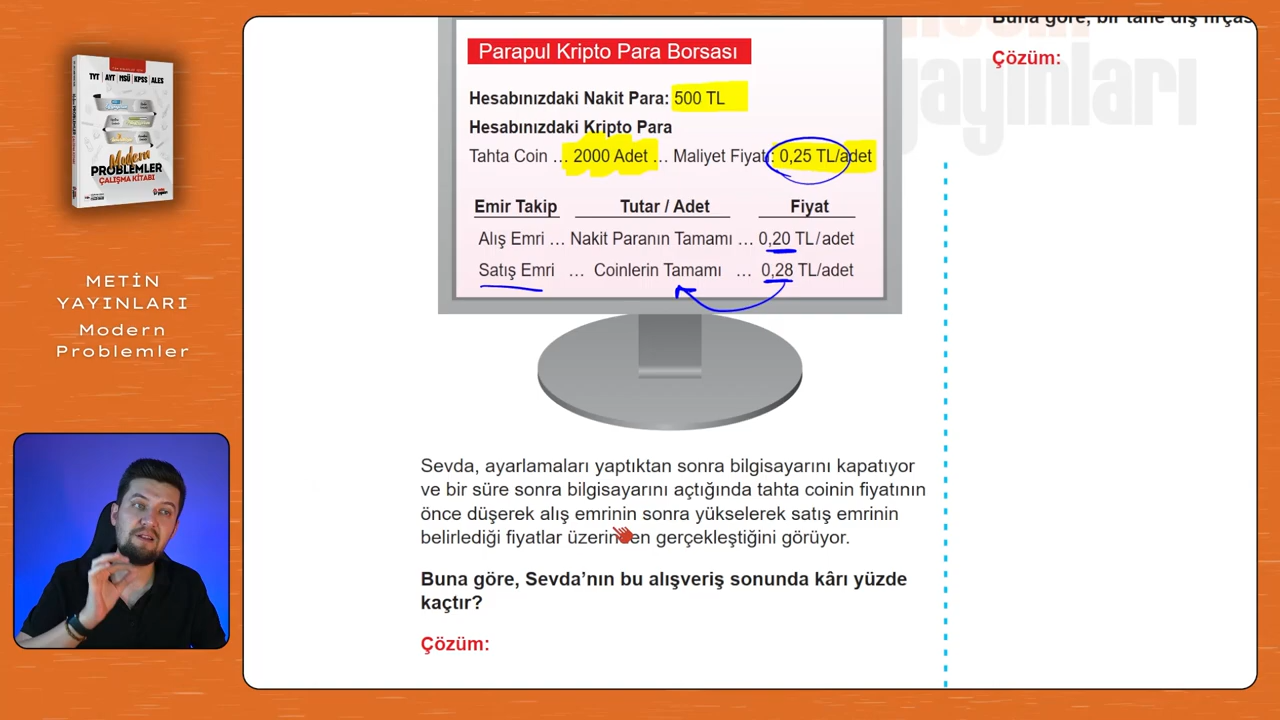 Buna göre, bir tane diş fırças
Parapul Kripto Para Borsası
Çözüm:
yayınları
TYT | AYT | MSÜ | KPSS | ALES
Modern
PROBLEMLER
ÇALIŞMA KİTABI
Hesabınızdaki Nakit Para: 500 TL
Hesabınızdaki Kripto Para
Tahta Coin ... 2000 Adet ... Maliyet Fiyatı: 0,25 TL/adet
Emir Takip Tutar / Adet Fiyat
Alış Emri ... Nakit Paranın Tamamı ... 0,20 TL/adet
Satış Emri ... Coinlerin Tamamı ... 0,28 TL/adet
METİN
YAYINLARI
Modern
Problemler
Sevda, ayarlamaları yaptıktan sonra bilgisayarını kapatıyor
ve bir süre sonra bilgisayarını açtığında tahta coinin fiyatının
önce düşerek alış emrinin sonra yükselerek satış emrinin
belirlediği fiyatlar üzerinden gerçekleştiğini görüyor.
Buna göre, Sevda'nın bu alışveriş sonunda kârı yüzde
kaçtır?
Çözüm: